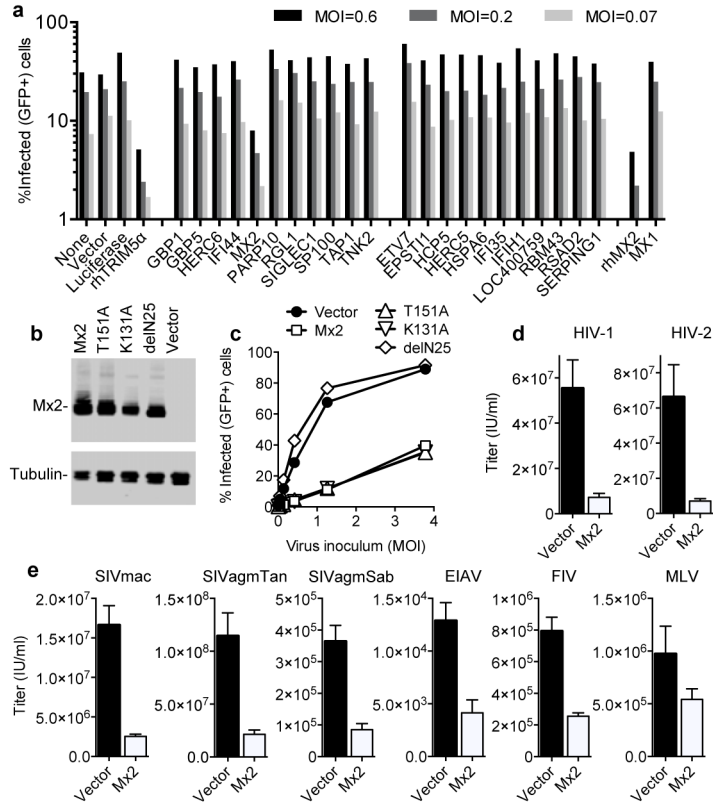 a
MOI=0.6 MOI=0.2 MOI=0.07
%Infected (GFP+) cells
100
10
1
None Vector Luciferase rhTRIM5α GBP1 GBP5 HERC6 IFI44 MX2 PARP10 PRGL1 SIGLEC1 SP100 TAP1 TNK2 ETV7 EPSTI1 HCP5 HERC5 HSPA6 IFI35 IFIH1 LOC400759 RBM43 RSAD2 SERPING1 rhMX2 MX1
b
Mx2 T151A K131A delN25 Vector
Mx2-
Tubulin-
c
Vector T151A
Mx2 K131A
delN25
% Infected (GFP+) cells
100
80
60
40
20
0
0 1 2 3 4
Virus inoculum (MOI)
d
HIV-1 HIV-2
Titer (IU/ml)
6×10⁷
4×10⁷
2×10⁷
0
Vector Mx2
8×10⁷
6×10⁷
4×10⁷
2×10⁷
0
Vector Mx2
e
SIVmac SIVagmTan SIVagmSab EIAV FIV MLV
Titer (IU/ml)
2.0×10⁷
1.5×10⁷
1.0×10⁷
5.0×10⁶
0.0
Vector Mx2
1.5×10⁸
1.0×10⁸
5.0×10⁷
0.0
Vector Mx2
5×10⁵
4×10⁵
3×10⁵
2×10⁵
1×10⁵
0.0
Vector Mx2
1.5×10⁴
1.0×10⁴
5.0×10³
0.0
Vector Mx2
1×10⁶
8×10⁵
6×10⁵
4×10⁵
2×10⁵
0.0
Vector Mx2
1.5×10⁶
1.0×10⁶
5.0×10⁵
0.0
Vector Mx2